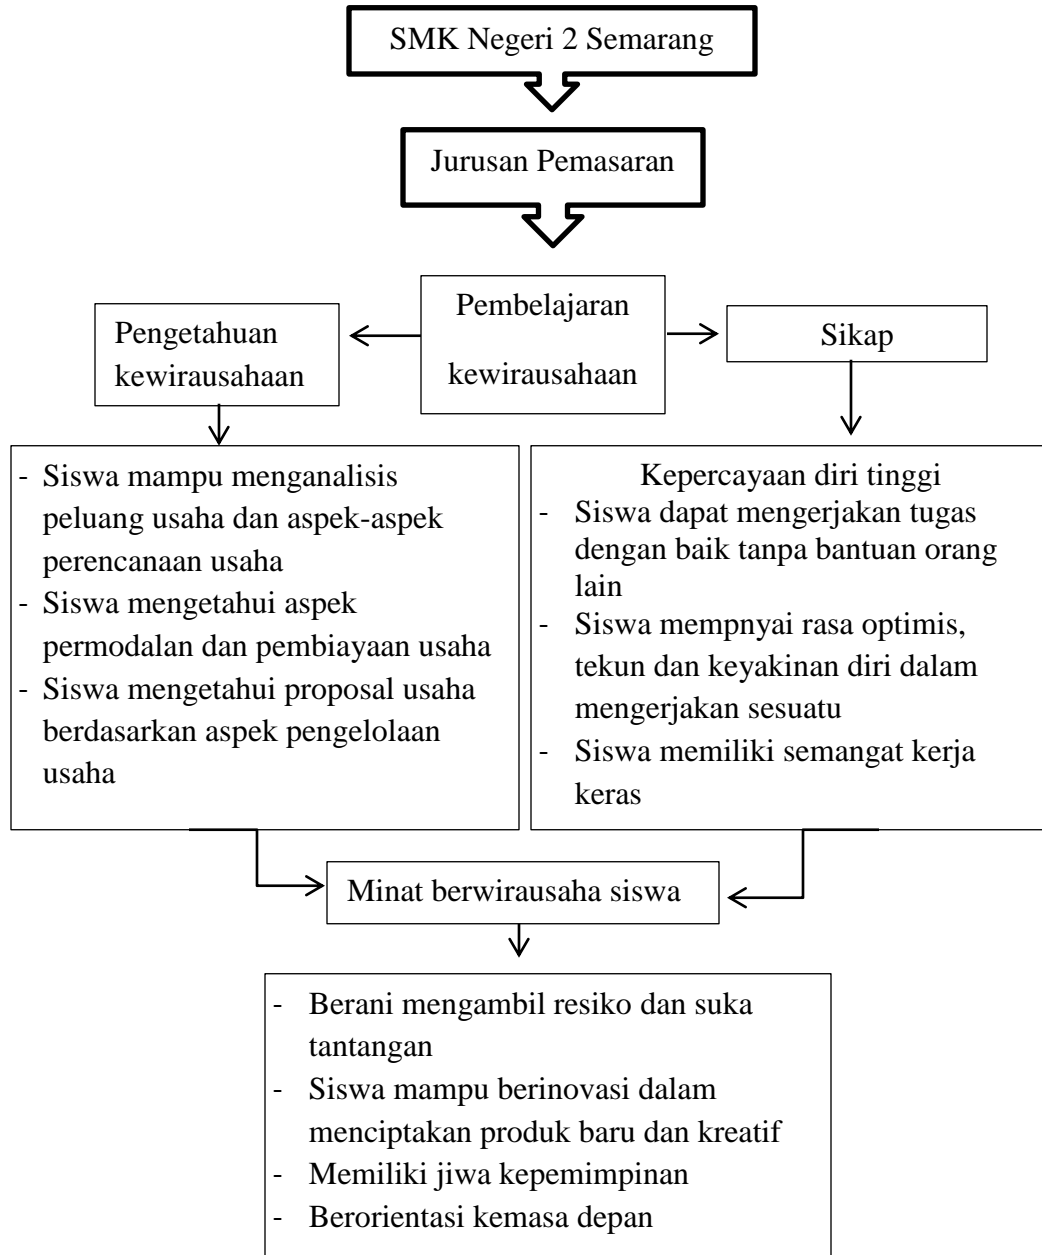 SMK Negeri 2 Semarang
Jurusan Pemasaran
Pembelajaran
kewirausahaan
Pengetahuan
kewirausahaan
Sikap
- Siswa mampu menganalisis
peluang usaha dan aspek-aspek
perencanaan usaha
- Siswa mengetahui aspek
permodalan dan pembiayaan usaha
- Siswa mengetahui proposal usaha
berdasarkan aspek pengelolaan
usaha
Kepercayaan diri tinggi
- Siswa dapat mengerjakan tugas
dengan baik tanpa bantuan orang
lain
- Siswa mempnyai rasa optimis,
tekun dan keyakinan diri dalam
mengerjakan sesuatu
- Siswa memiliki semangat kerja
keras
Minat berwirausaha siswa
- Berani mengambil resiko dan suka
tantangan
- Siswa mampu berinovasi dalam
menciptakan produk baru dan kreatif
- Memiliki jiwa kepemimpinan
- Berorientasi kemasa depan